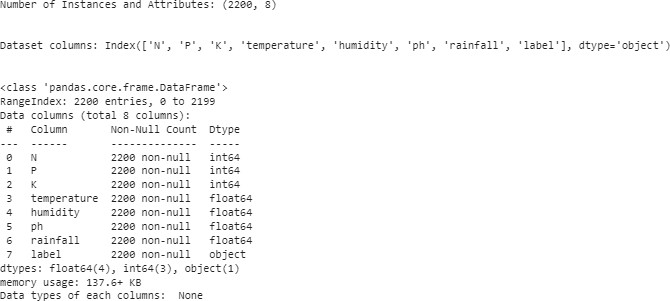 Number of Instances and Attributes: (2200, 8)
Dataset columns: Index(['N', 'P', 'K', 'temperature', 'humidity', 'ph', 'rainfall', 'label'], dtype='object')
<class 'pandas.core.frame.DataFrame'>
RangeIndex: 2200 entries, 0 to 2199
Data columns (total 8 columns):
 #   Column       Non-Null Count  Dtype
---  ------       --------------  -----
 0   N            2200 non-null   int64
 1   P            2200 non-null   int64
 2   K            2200 non-null   int64
 3   temperature  2200 non-null   float64
 4   humidity     2200 non-null   float64
 5   ph           2200 non-null   float64
 6   rainfall     2200 non-null   float64
 7   label        2200 non-null   object
dtypes: float64(4), int64(3), object(1)
memory usage: 137.6+ KB
Data types of each columns:  None